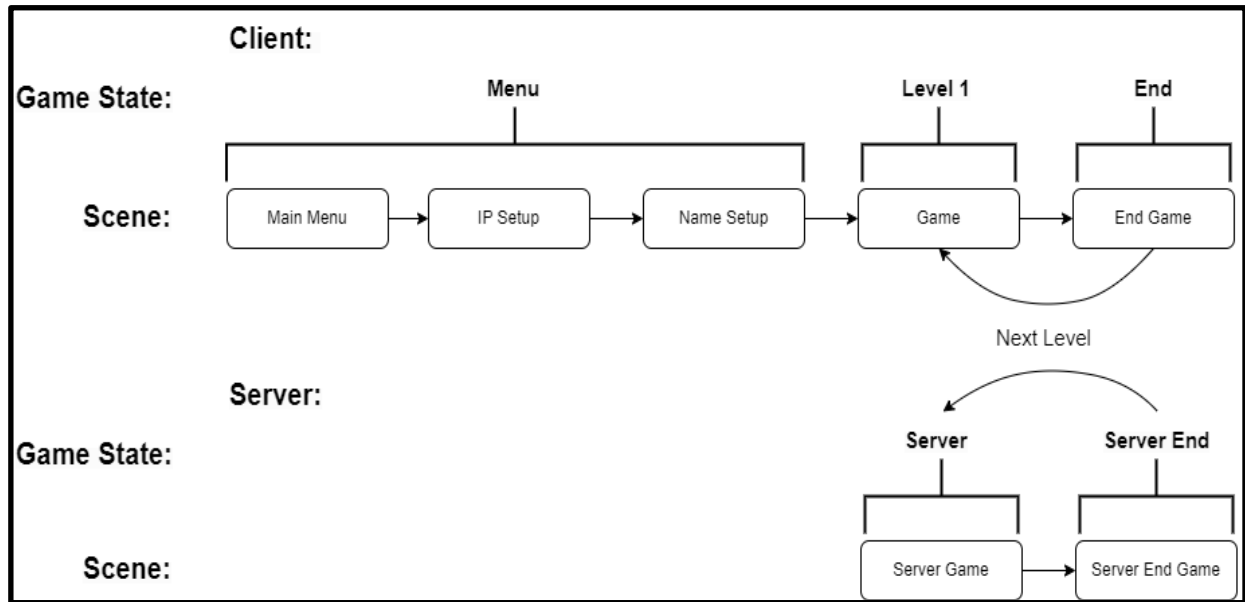 Client:
Game State:
Menu
Level 1
End
Scene:
Main Menu
IP Setup
Name Setup
Game
End Game
Next Level
Server:
Game State:
Server
Server End
Scene:
Server Game
Server End Game